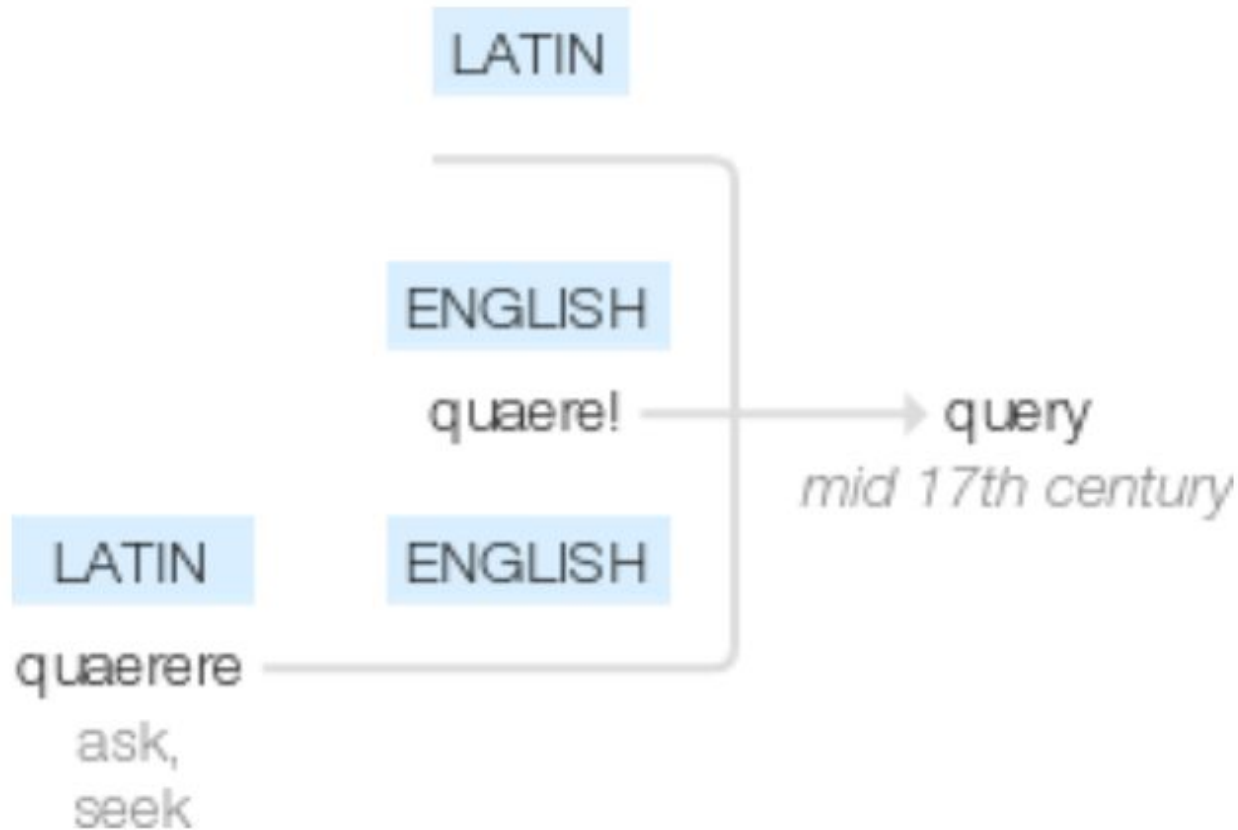 LATIN
ENGLISH
quaere! query
mid 17th century
LATIN ENGLISH
quaerere
ask,
seek